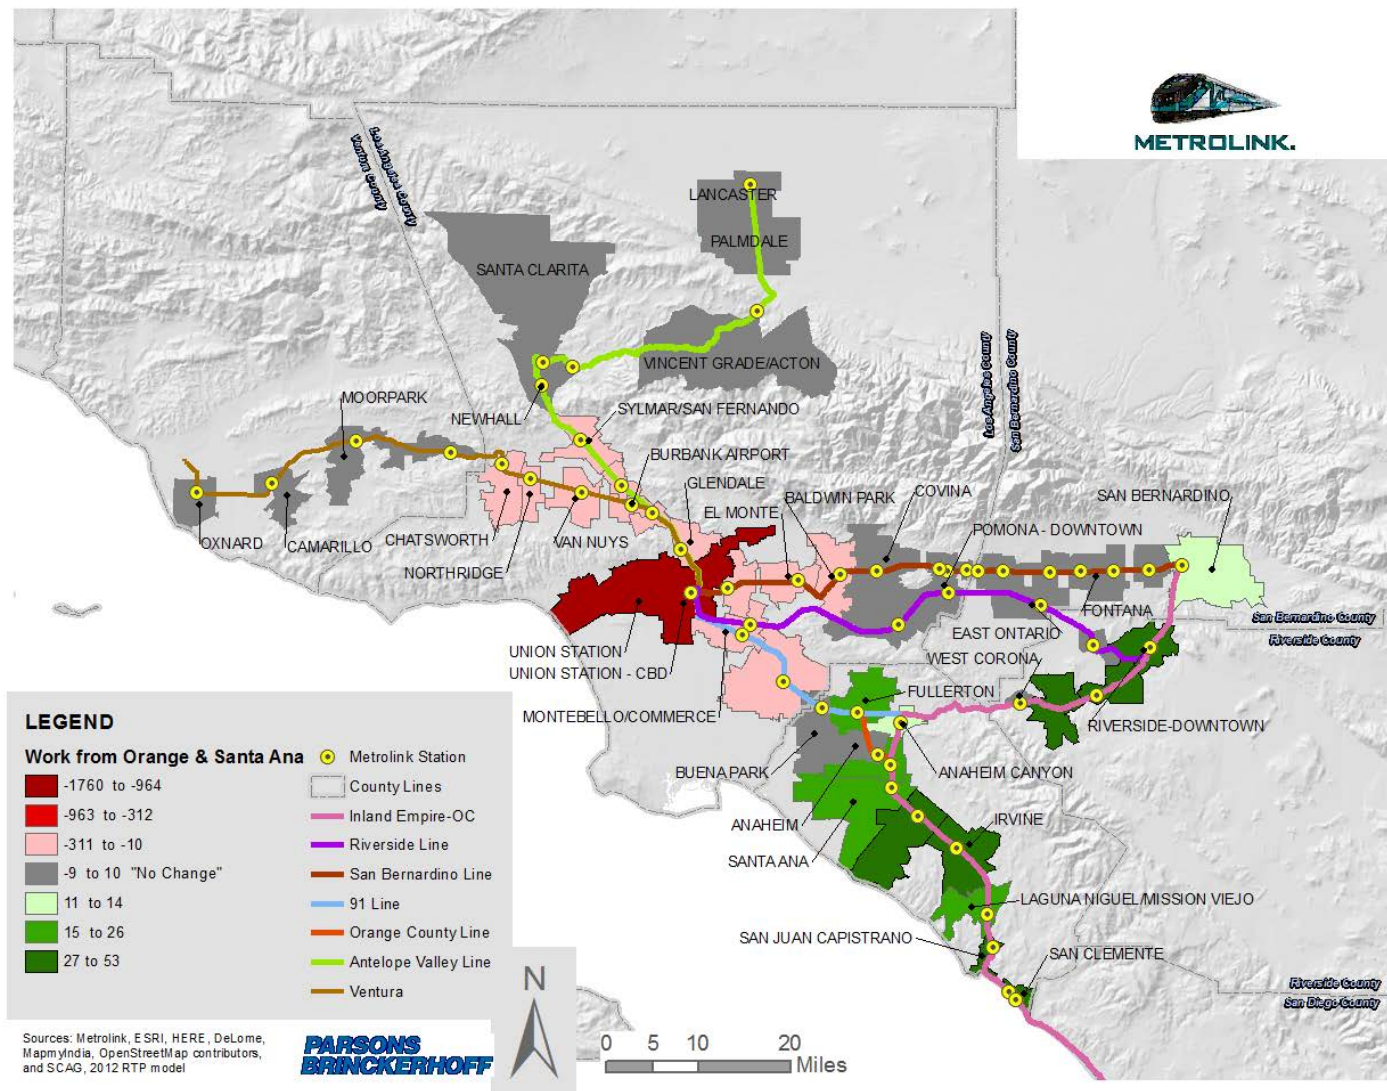 METROLINK.
Los Angeles County
Ventura County
LANCASTER
PALMDALE
SANTA CLARITA
VINCENT GRADE/ACTON
Los Angeles County
San Bernardino County
MOORPARK
NEWHALL
SYLMAR/SAN FERNANDO
BURBANK AIRPORT
GLENDALE
BALDWIN PARK
COVINA
SAN BERNARDINO
EL MONTE
POMONA - DOWNTOWN
OXNARD
CAMARILLO
CHATSWORTH
VAN NUYS
NORTHRIDGE
FONTANA
San Bernardino County
Riverside County
EAST ONTARIO
UNION STATION
WEST CORONA
UNION STATION - CBD
FULLERTON
MONTEBELLO/COMMERCE
RIVERSIDE-DOWNTOWN
BUENA PARK
ANAHEIM CANYON
ANAHEIM
IRVINE
SANTA ANA
LAGUNA NIGUEL/MISSION VIEJO
SAN JUAN CAPISTRANO
SAN CLEMENTE
Riverside County
San Diego County
LEGEND
Work from Orange & Santa Ana
-1760 to -964
-963 to -312
-311 to -10
-9 to 10 "No Change"
11 to 14
15 to 26
27 to 53
Metrolink Station
County Lines
Inland Empire-OC
Riverside Line
San Bernardino Line
91 Line
Orange County Line
Antelope Valley Line
Ventura
Sources: Metrolink, ESRI, HERE, DeLorme,
MapmyIndia, OpenStreetMap contributors,
and SCAG, 2012 RTP model
PARSONS
BRINCKERHOFF
N
0 5 10 20
Miles